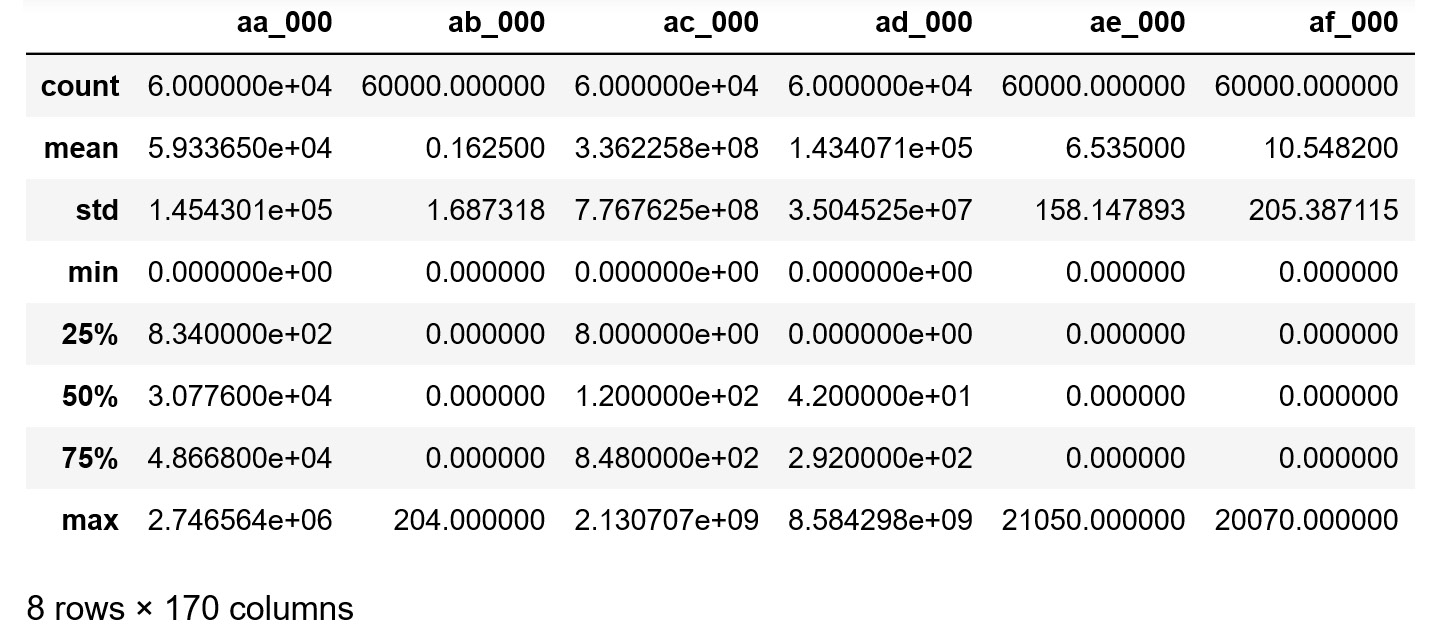 aa_000 ab_000 ac_000 ad_000 ae_000 af_000
count 6.000000e+04 60000.000000 6.000000e+04 6.000000e+04 60000.000000 60000.000000
mean 5.933650e+04 0.162500 3.362258e+08 1.434071e+05 6.535000 10.548200
std 1.454301e+05 1.687318 7.767625e+08 3.504525e+07 158.147893 205.387115
min 0.000000e+00 0.000000 0.000000e+00 0.000000e+00 0.000000 0.000000
25% 8.340000e+02 0.000000 8.000000e+00 0.000000e+00 0.000000 0.000000
50% 3.077600e+04 0.000000 1.200000e+02 4.200000e+01 0.000000 0.000000
75% 4.866800e+04 0.000000 8.480000e+02 2.920000e+02 0.000000 0.000000
max 2.746564e+06 204.000000 2.130707e+09 8.584298e+09 21050.000000 20070.000000
8 rows × 170 columns